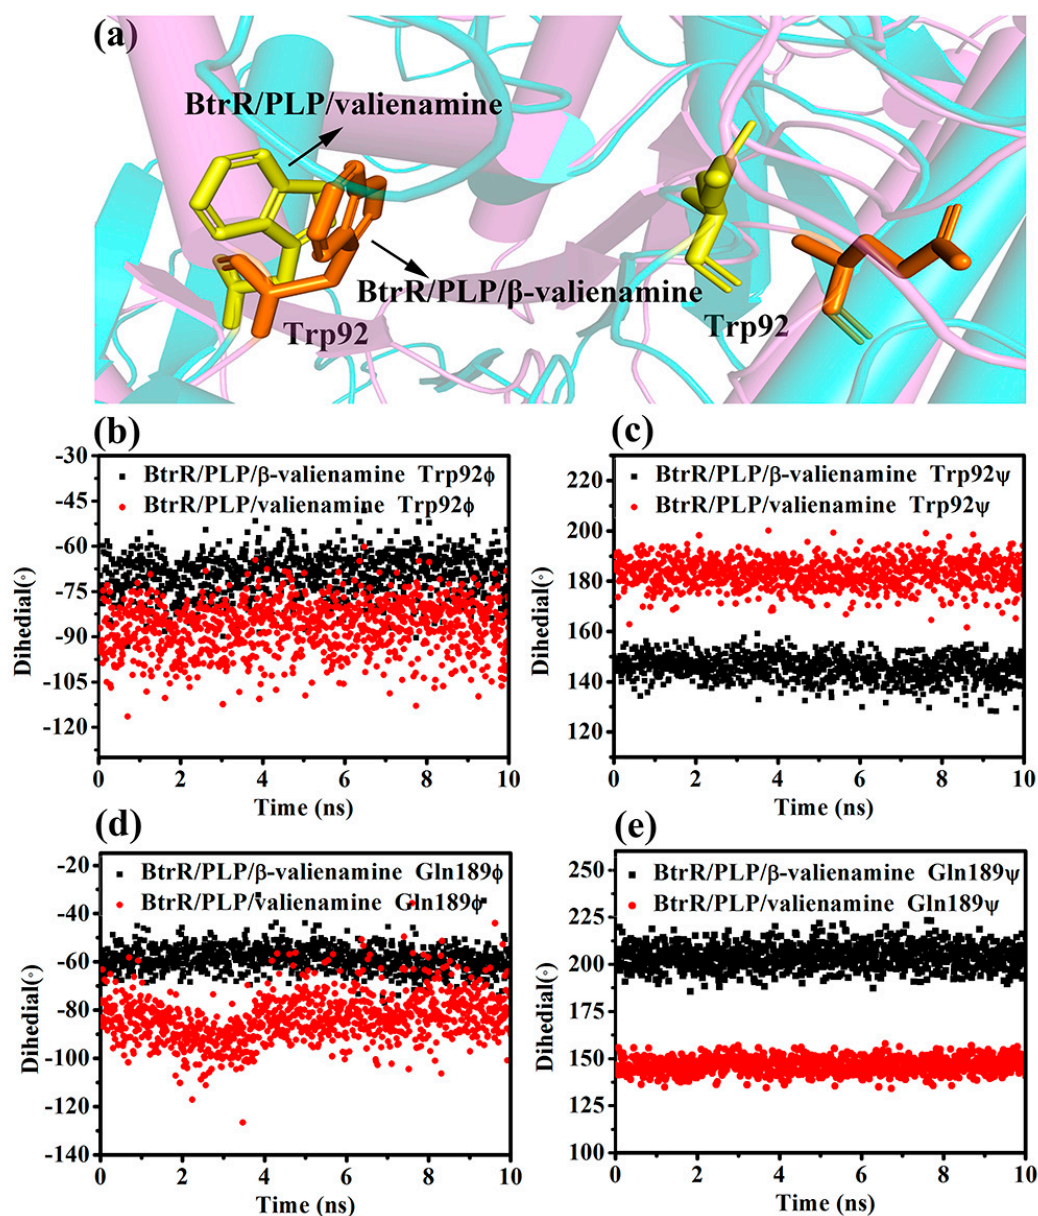 (a)
BtrR/PLP/valienamine
BtrR/PLP/β-valienamine
Trp92
Trp92
(b)
-30
-45
-60
-75
-90
-105
-120
Dihedial(°)
BtrR/PLP/β-valienamine Trp92ϕ
BtrR/PLP/valienamine Trp92ϕ
0 2 4 6 8 10
Time (ns)
(c)
220
200
180
160
140
120
Dihedial(°)
BtrR/PLP/β-valienamine Trp92ψ
BtrR/PLP/valienamine Trp92ψ
0 2 4 6 8 10
Time (ns)
(d)
-20
-40
-60
-80
-100
-120
-140
Dihedial(°)
BtrR/PLP/β-valienamine Gln189ϕ
BtrR/PLP/valienamine Gln189ϕ
0 2 4 6 8 10
Time (ns)
(e)
250
225
200
175
150
125
100
Dihedial(°)
BtrR/PLP/β-valienamine Gln189ψ
BtrR/PLP/valienamine Gln189ψ
0 2 4 6 8 10
Time (ns)